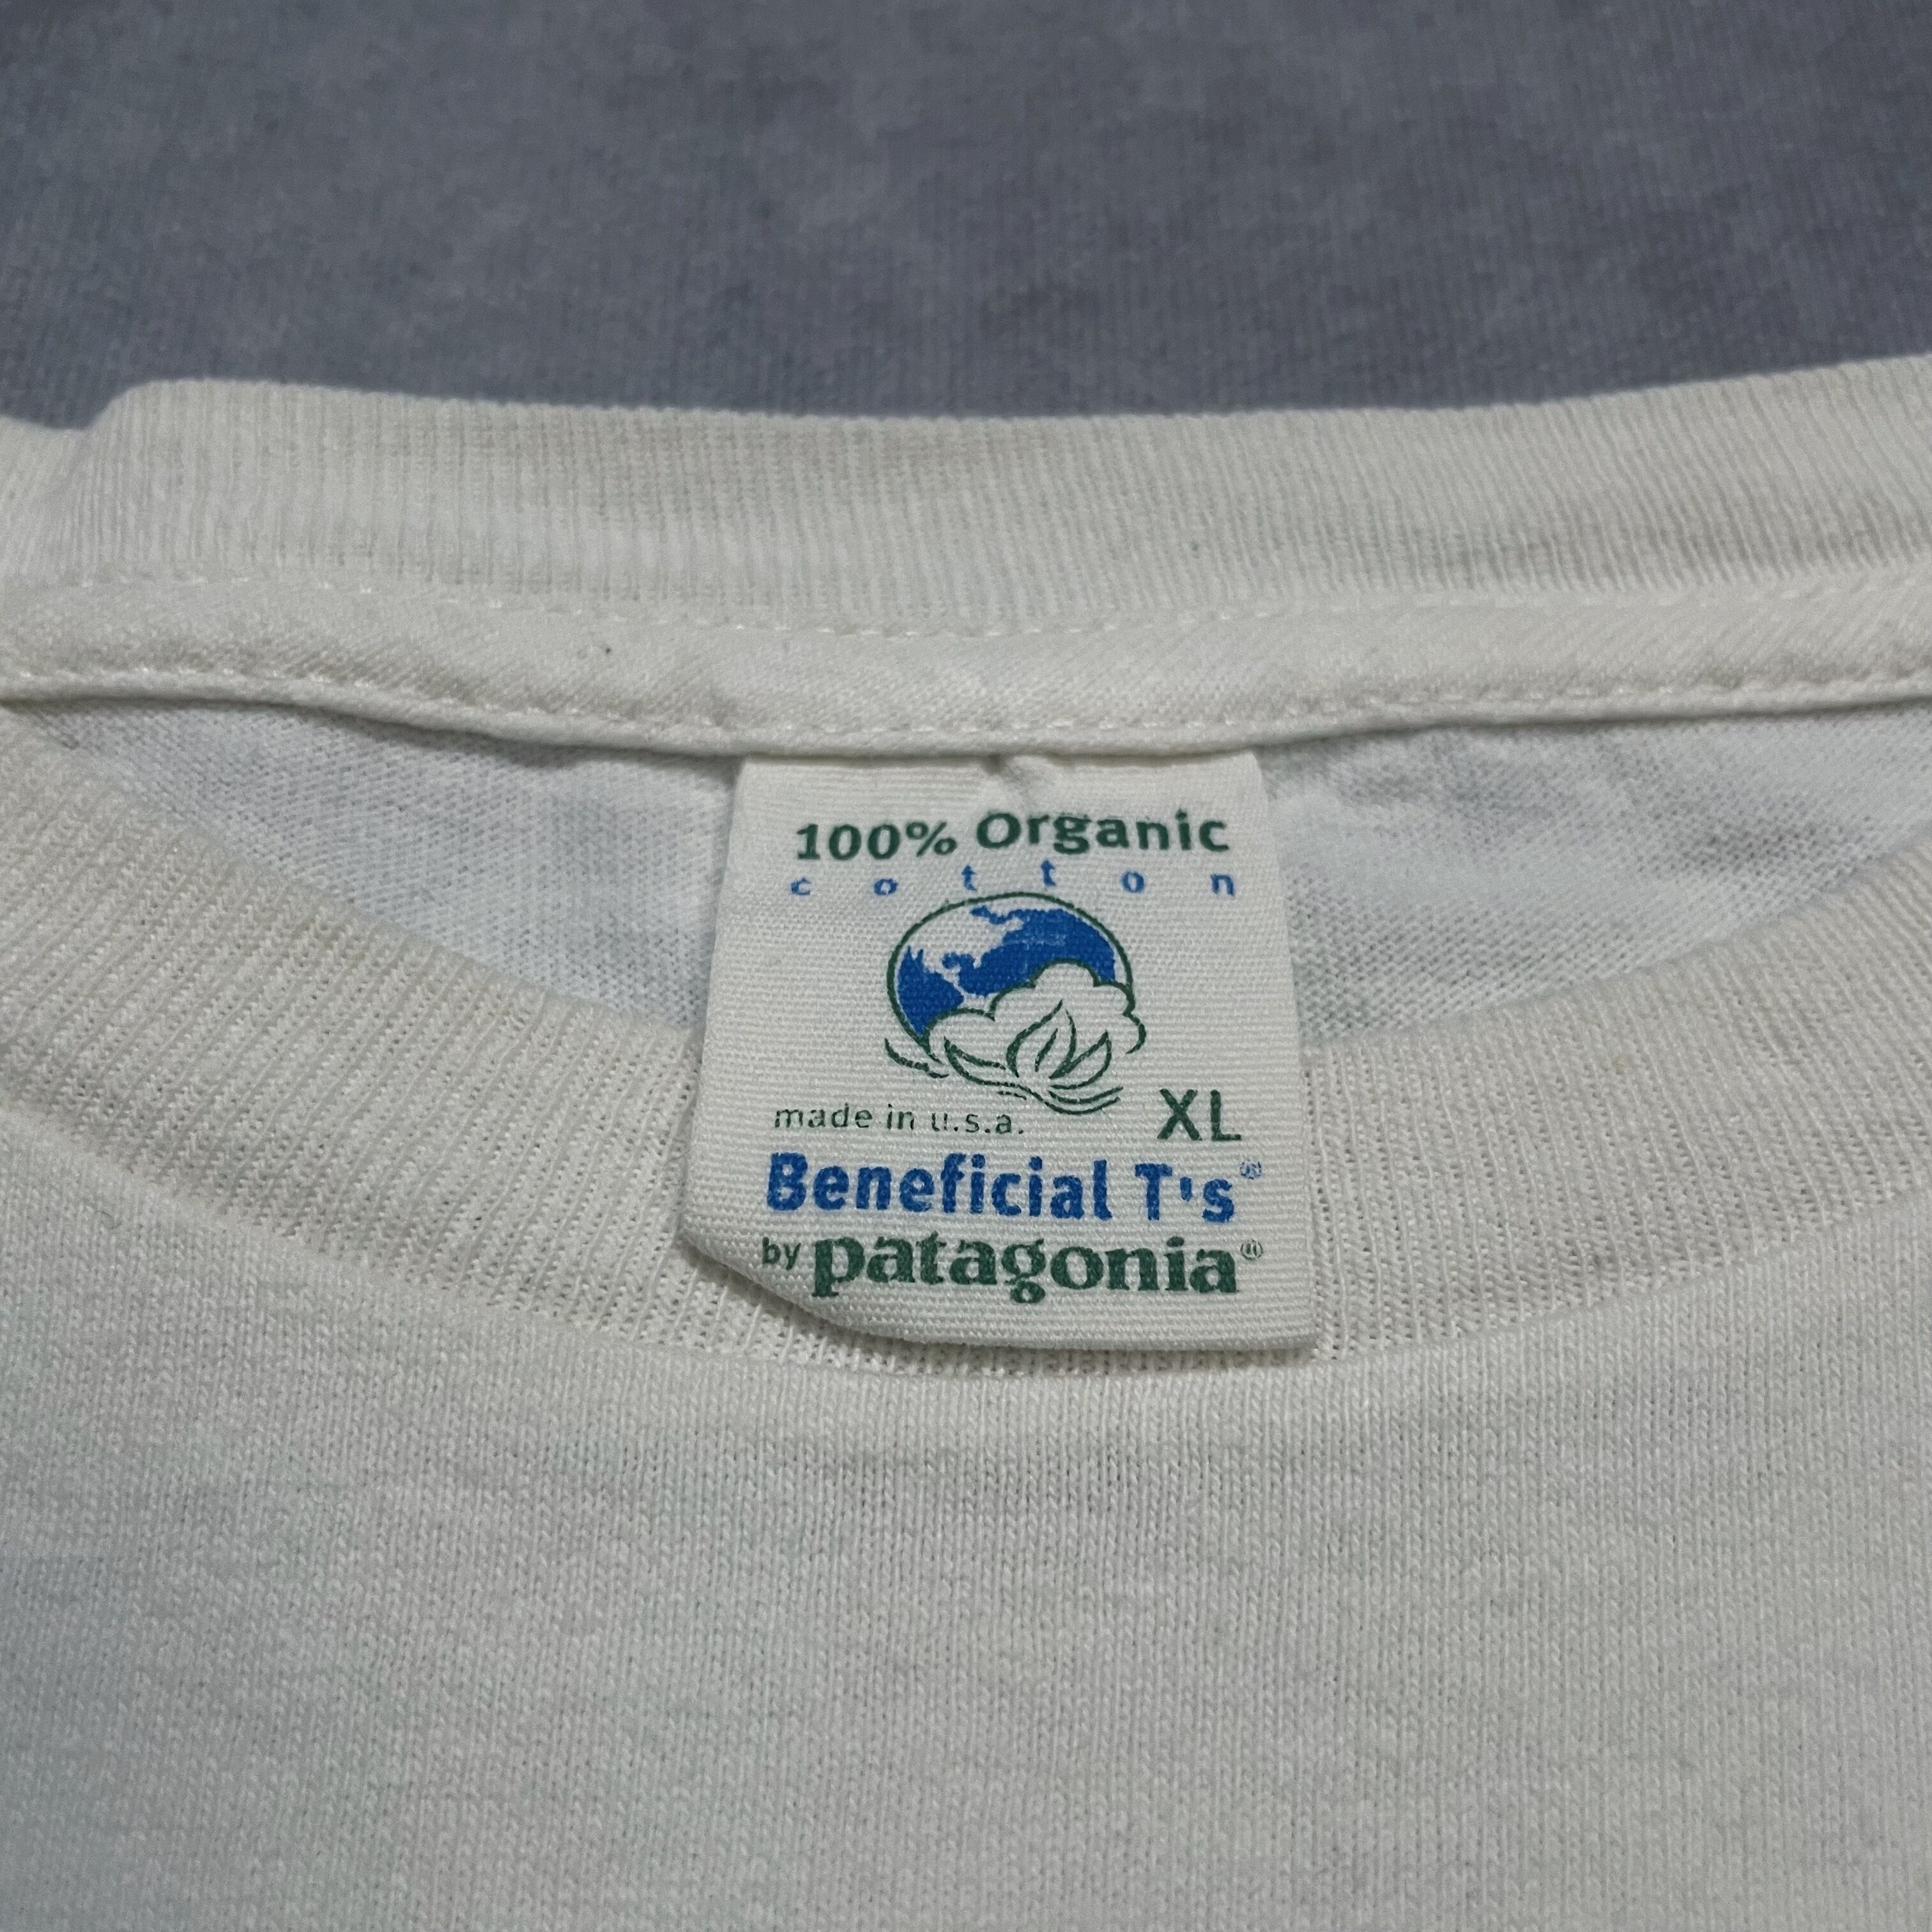 100% Organic
cotton
made in u.s.a. XL
Beneficial T's®
by patagonia®